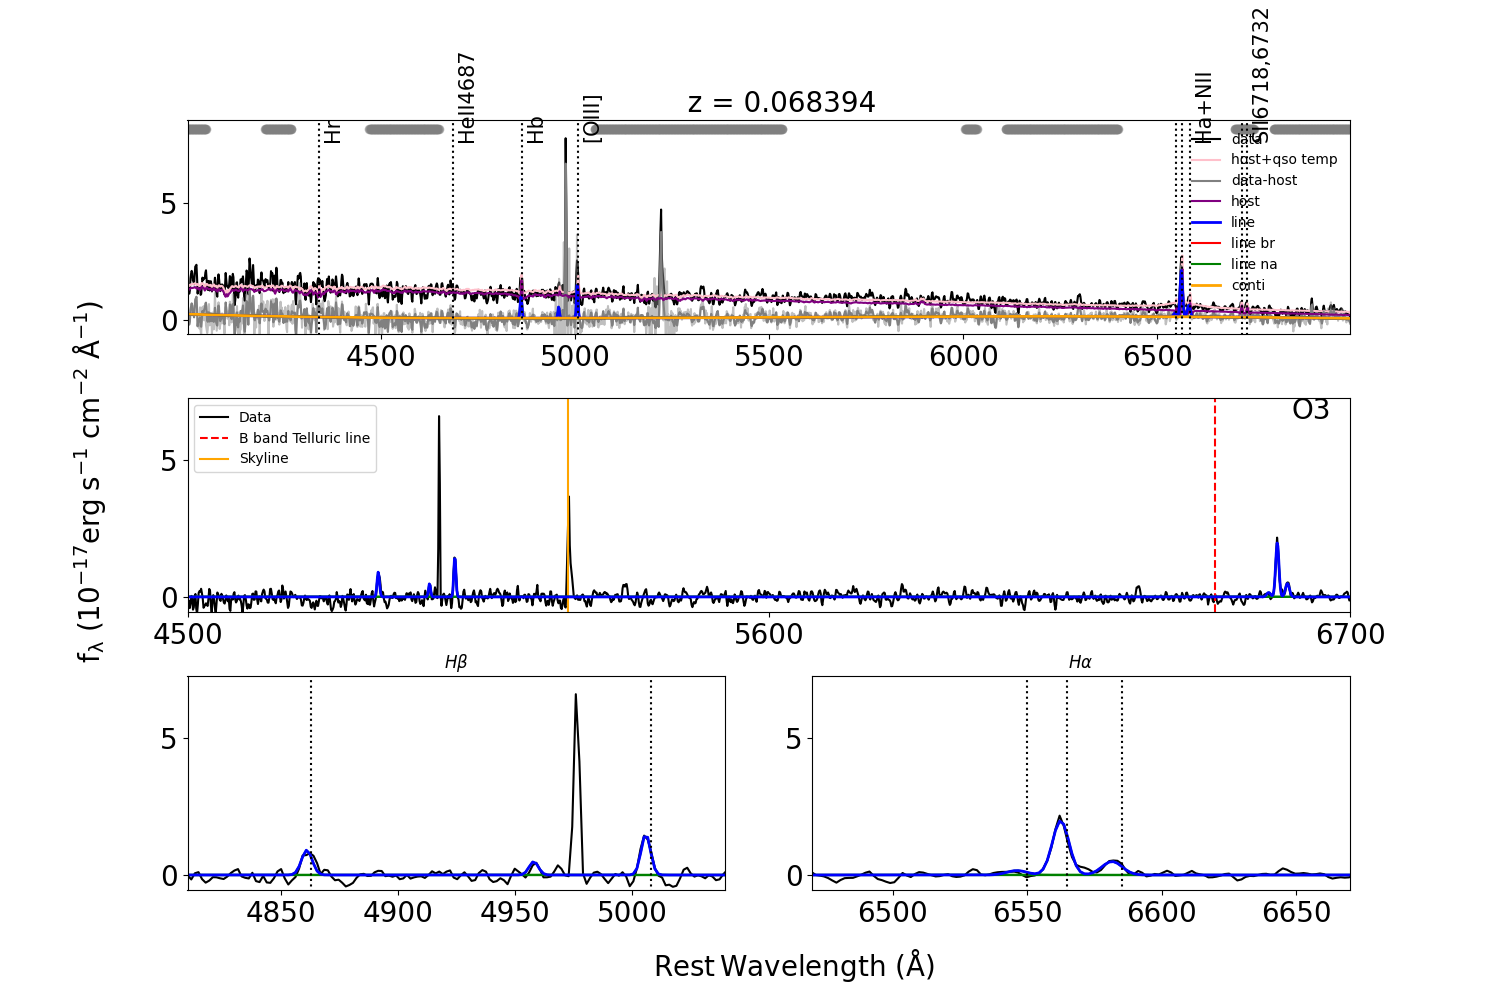 z = 0.068394
Hr
HeII4687
Hb
[OIII]
Ha+NII
SII6718,6732
data
host+qso temp
data-host
host
line
line br
line na
conti
5
0
4500 5000 5500 6000 6500
O3
Data
B band Telluric line
Skyline
5
0
4500 5600 6700
fλ (10⁻¹⁷erg s⁻¹ cm⁻² Å⁻¹)
Hβ
5
0
4850 4900 4950 5000
Hα
5
0
6500 6550 6600 6650
Rest Wavelength (Å)